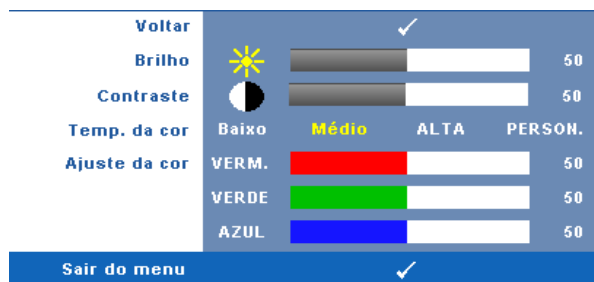 Voltar
Brilho 50
Contraste 50
Temp. da cor Baixo Médio ALTA PERSON.
Ajuste da cor VERM. 50
VERDE 50
AZUL 50
Sair do menu